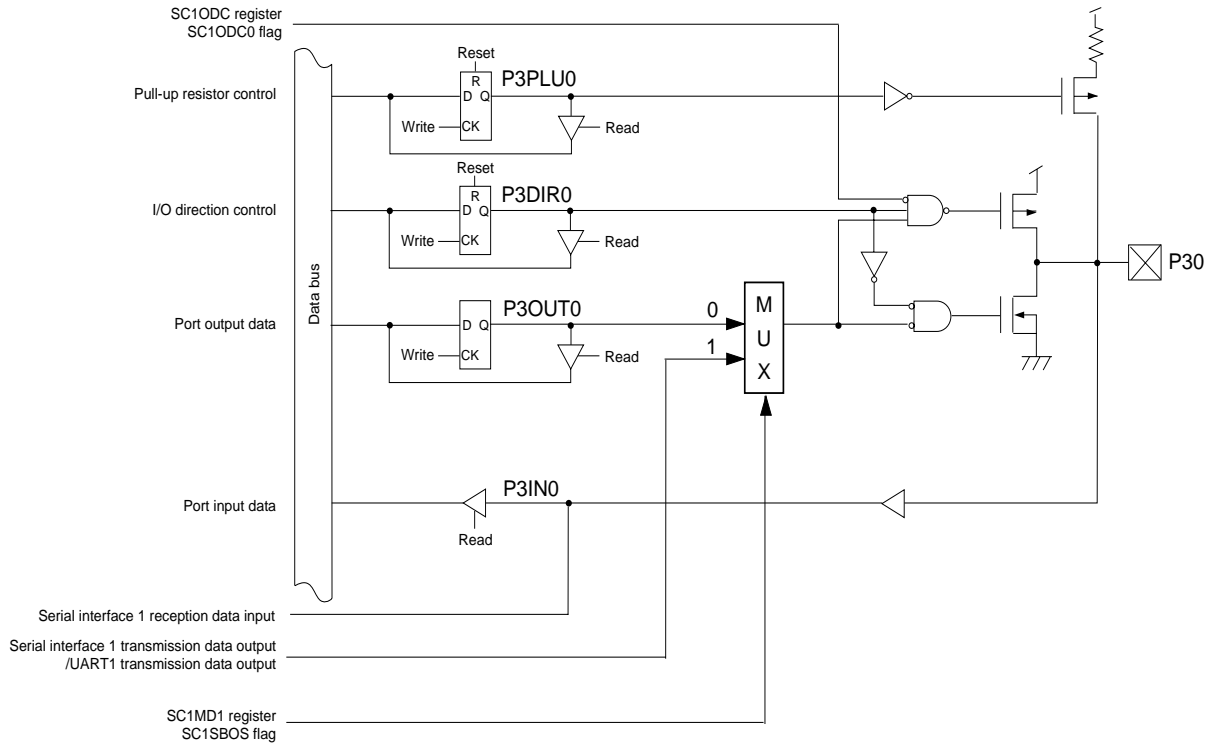 SC1ODC register
SC1ODC0 flag
Reset
R
P3PLU0
Pull-up resistor control
D Q
Write
CK
Read
Reset
R
P3DIR0
I/O direction control
D Q
Write
CK
Read
Data bus
P30
P3OUT0
0
M
U
X
Port output data
D Q
Write
CK
Read
1
P3IN0
Port input data
Read
Serial interface 1 reception data input
Serial interface 1 transmission data output
/UART1 transmission data output
SC1MD1 register
SC1SBOS flag